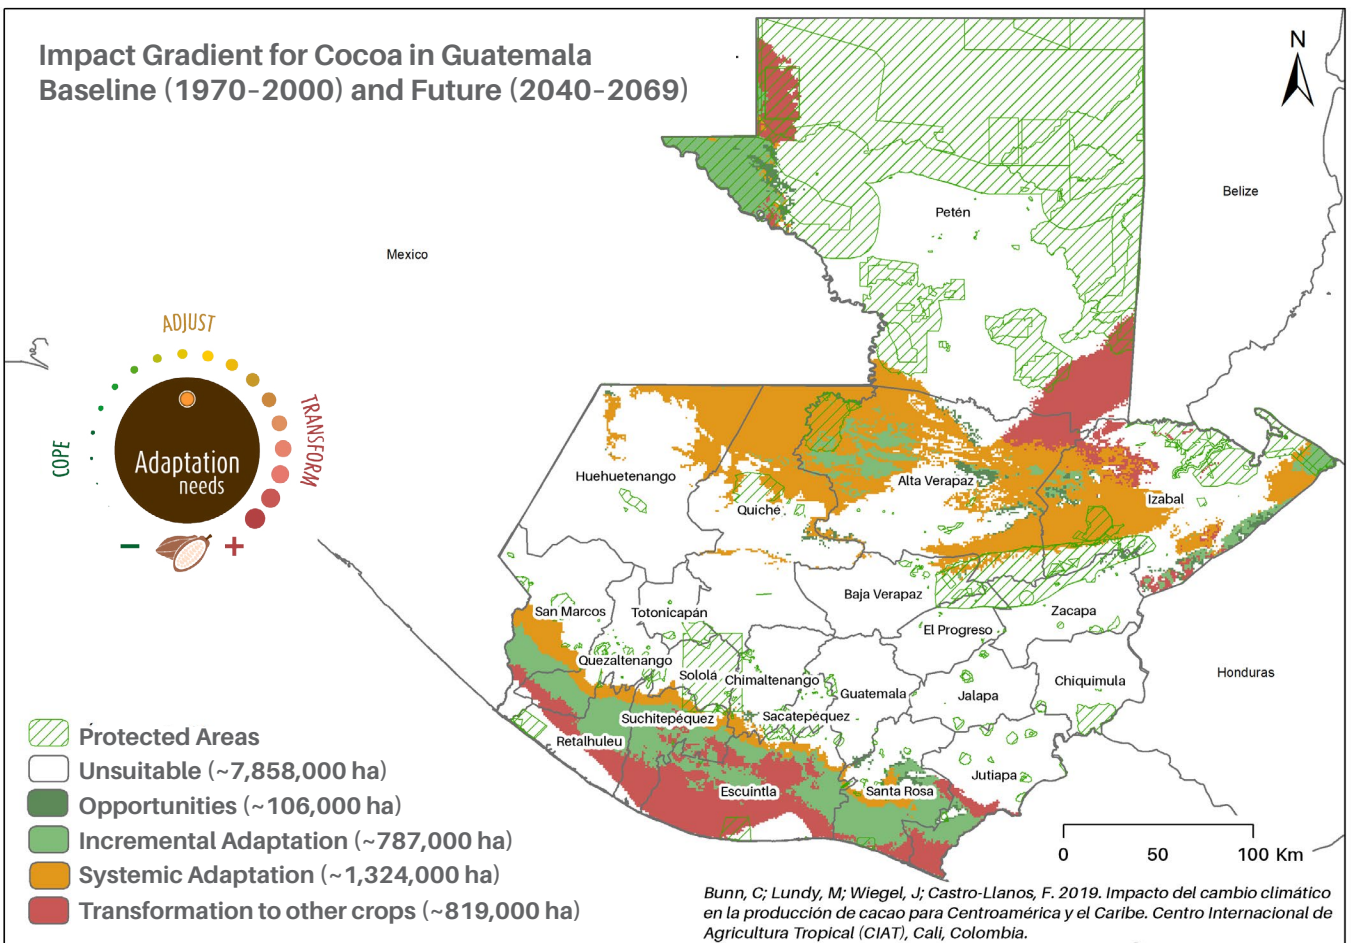 Impact Gradient for Cocoa in Guatemala
Baseline (1970-2000) and Future (2040-2069)
N
Belize
Petén
Mexico
ADJUST
TRANSFORM
COPE
Adaptation
needs
Huehuetenango
Quiché
Alta Verapaz
Izabal
Baja Verapaz
San Marcos
Totonicapán
Zacapa
El Progreso
Quezaltenango
Sololá
Chimaltenango
Guatemala
Jalapa
Chiquimula
Honduras
Suchitepéquez
Sacatepéquez
Retalhuleu
Escuintla
Santa Rosa
Jutiapa
Protected Areas
Unsuitable (~7,858,000 ha)
Opportunities (~106,000 ha)
Incremental Adaptation (~787,000 ha)
Systemic Adaptation (~1,324,000 ha)
Transformation to other crops (~819,000 ha)
0 50 100 Km
Bunn, C; Lundy, M; Wiegel, J; Castro-Llanos, F. 2019. Impacto del cambio climático
en la producción de cacao para Centroamérica y el Caribe. Centro Internacional de
Agricultura Tropical (CIAT), Cali, Colombia.